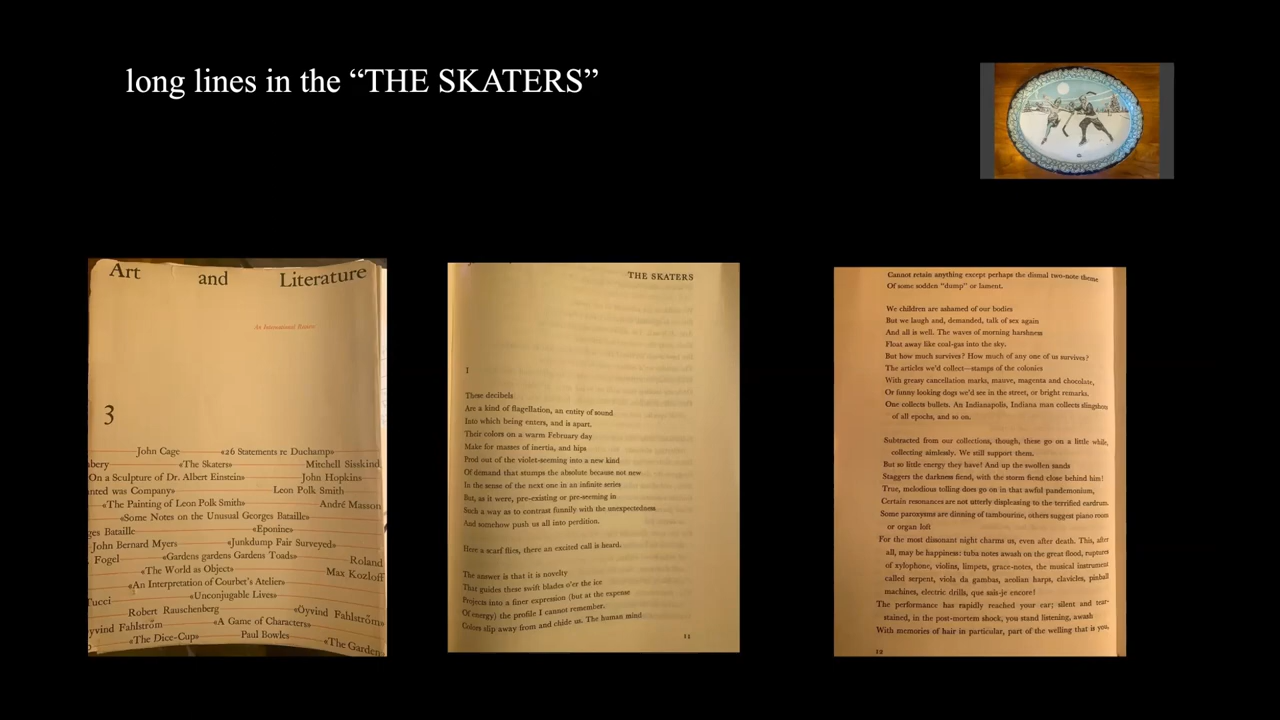 long lines in the “THE SKATERS”
Art and Literature
An International Review
3
John Cage «26 Statements re Duchamp»
bery «The Skaters» Mitchell Sisskind
On a Sculpture of Dr. Albert Einstein» John Hopkins
anted was Company» Leon Polk Smith
«The Painting of Leon Polk Smith» André Masson
«Some Notes on the Unusual Georges Bataille»
ges Bataille «Eponine»
John Bernard Myers «Junkdump Fair Surveyed»
Fogel «Gardens gardens Gardens Toads» Roland
«The World as Object» Max Kozloff
«An Interpretation of Courbet's Atelier»
Tucci «Unconjugable Lives»
Robert Rauschenberg «Oyvind Fahlström»
yvind Fahlström «A Game of Character»
«The Dice-Cup» Paul Bowles «The Garden
THE SKATERS
I
These decibels
Are a kind of flagellation, an entity of sound
Into which being enters, and is apart.
Their colors on a warm February day
Make for masses of inertia, and hips
Prod out of the violet-seeming into a new kind
Of demand that stumps the absolute because not new
In the sense of the next one in an infinite series
But, as it were, pre-existing or pre-seeming in
Such a way as to contrast funnily with the unexpectedness
And somehow push us all into perdition.
Here a scarf flies, there an excited call is heard.
The answer is that it is novelty
That guides these swift blades o'er the ice
Projects into a finer expression (but at the expense
Of energy) the profile I cannot remember.
Colors slip away from and chide us. The human mind
11
Cannot retain anything except perhaps the dismal two-note theme
Of some sodden “dump” or lament.
We children are ashamed of our bodies
But we laugh and, demanded, talk of sex again
And all is well. The waves of morning harshness
Float away like coal-gas into the sky.
But how much survives? How much of any one of us survives?
The articles we'd collect—stamps of the colonies
With greasy cancellation marks, mauve, magenta and chocolate,
Or funny looking dogs we'd see in the street, or bright remarks.
One collects bullets. An Indianapolis, Indiana man collects slingshots
of all epochs, and so on.
Subtracted from our collections, though, these go on a little while,
collecting aimlessly. We still support them.
But so little energy they have! And up the swollen sands
Staggers the darkness fiend, with the storm fiend close behind him!
True, melodious tolling does go on in that awful pandemonium,
Certain resonances are not utterly displeasing to the terrified eardrum.
Some paroxysms are dinning of tambourine, others suggest piano room
or organ loft
For the most dissonant night charms us, even after death. This, after
all, may be happiness: tuba notes awash on the great flood, ruptures
of xylophone, violins, limpets, grace-notes, the musical instrument
called serpent, viola da gambas, aeolian harps, clavicles, pinball
machines, electric drills, que sais-je encore!
The performance has rapidly reached your ear; silent and tear-
stained, in the post-mortem shock, you stand listening, awash
With memories of hair in particular, part of the welling that is you,
12